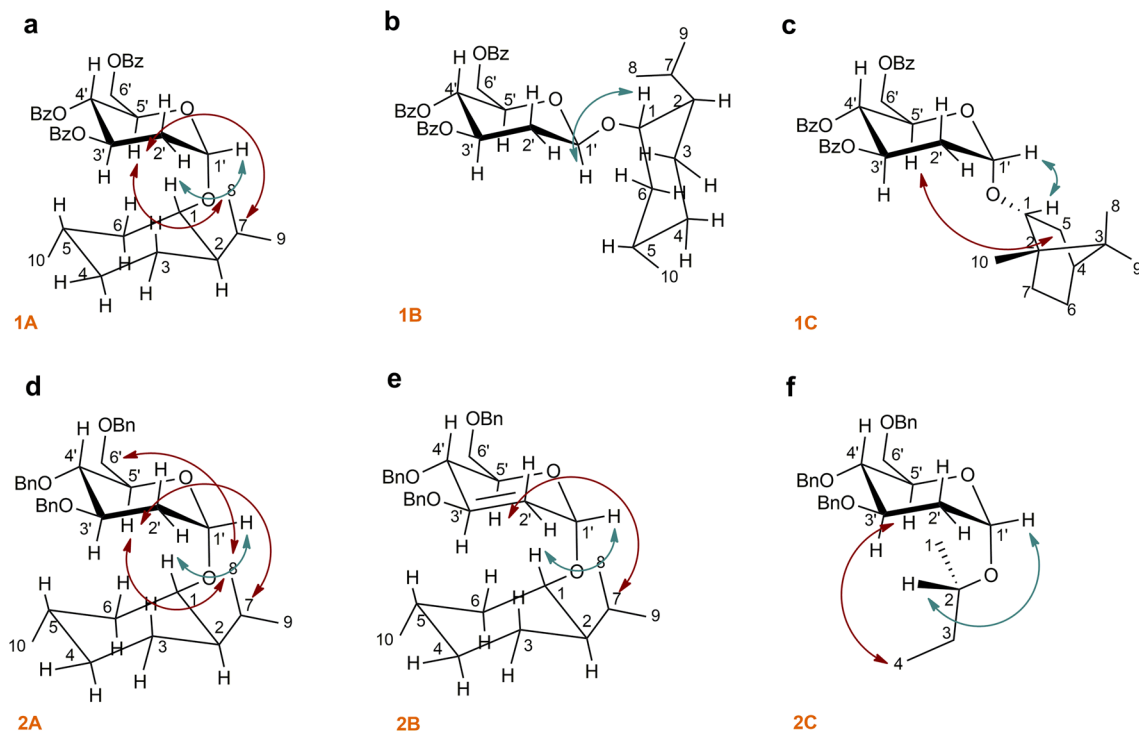 a
OBz
H
6'
4'
H
O
5'
BzO
BzO
3'
H
2'
H
H
1'
H
H
O
8
H
H
6
1
7
5
9
10
2
3
H
4
H
H
H
H
1A
b
9
OBz
7
8
H
6'
4'
H
H
2
5'
O
1
BzO
O
BzO
H
2'
3'
H
1'
H
H
H
3
H
H
6
H
4
H
5
H
H
10
1B
c
OBz
H
6'
4'
H
O
5'
BzO
BzO
3'
H
2'
H
H
1'
H
O
1
H
8
5
2
3
10
4
9
7
6
1C
d
OBn
H
4'
6'
H
O
5'
BnO
BnO
3'
H
2'
H
H
1'
H
H
O
8
H
H
6
1
7
5
9
10
H
2
3
4
H
H
H
H
2A
e
OBn
H
6'
4'
H
O
5'
BnO
BnO
3'
H
2'
H
H
1'
H
H
O
8
H
H
6
1
7
5
9
10
H
2
3
4
H
H
H
H
2B
f
OBn
H
4'
6'
H
O
5'
BnO
BnO
3'
H
2'
H
H
1'
H
1
H
2
O
3
4
2C